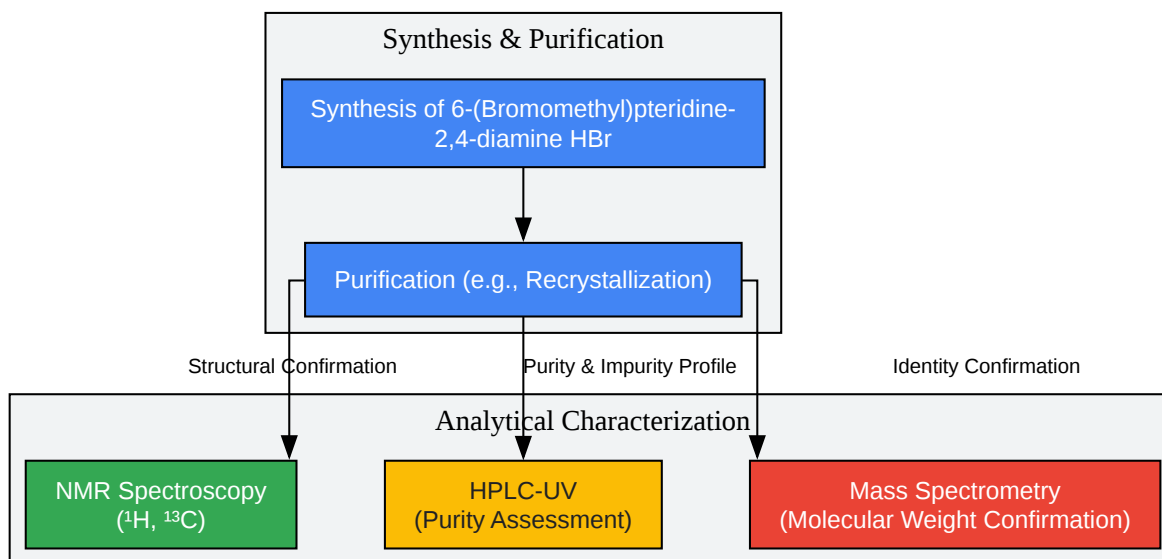 Synthesis & Purification
Synthesis of 6-(Bromomethyl)pteridine-
2,4-diamine HBr
Purification (e.g., Recrystallization)
Structural Confirmation
Purity & Impurity Profile
Identity Confirmation
Analytical Characterization
NMR Spectroscopy
(¹H, ¹³C)
HPLC-UV
(Purity Assessment)
Mass Spectrometry
(Molecular Weight Confirmation)